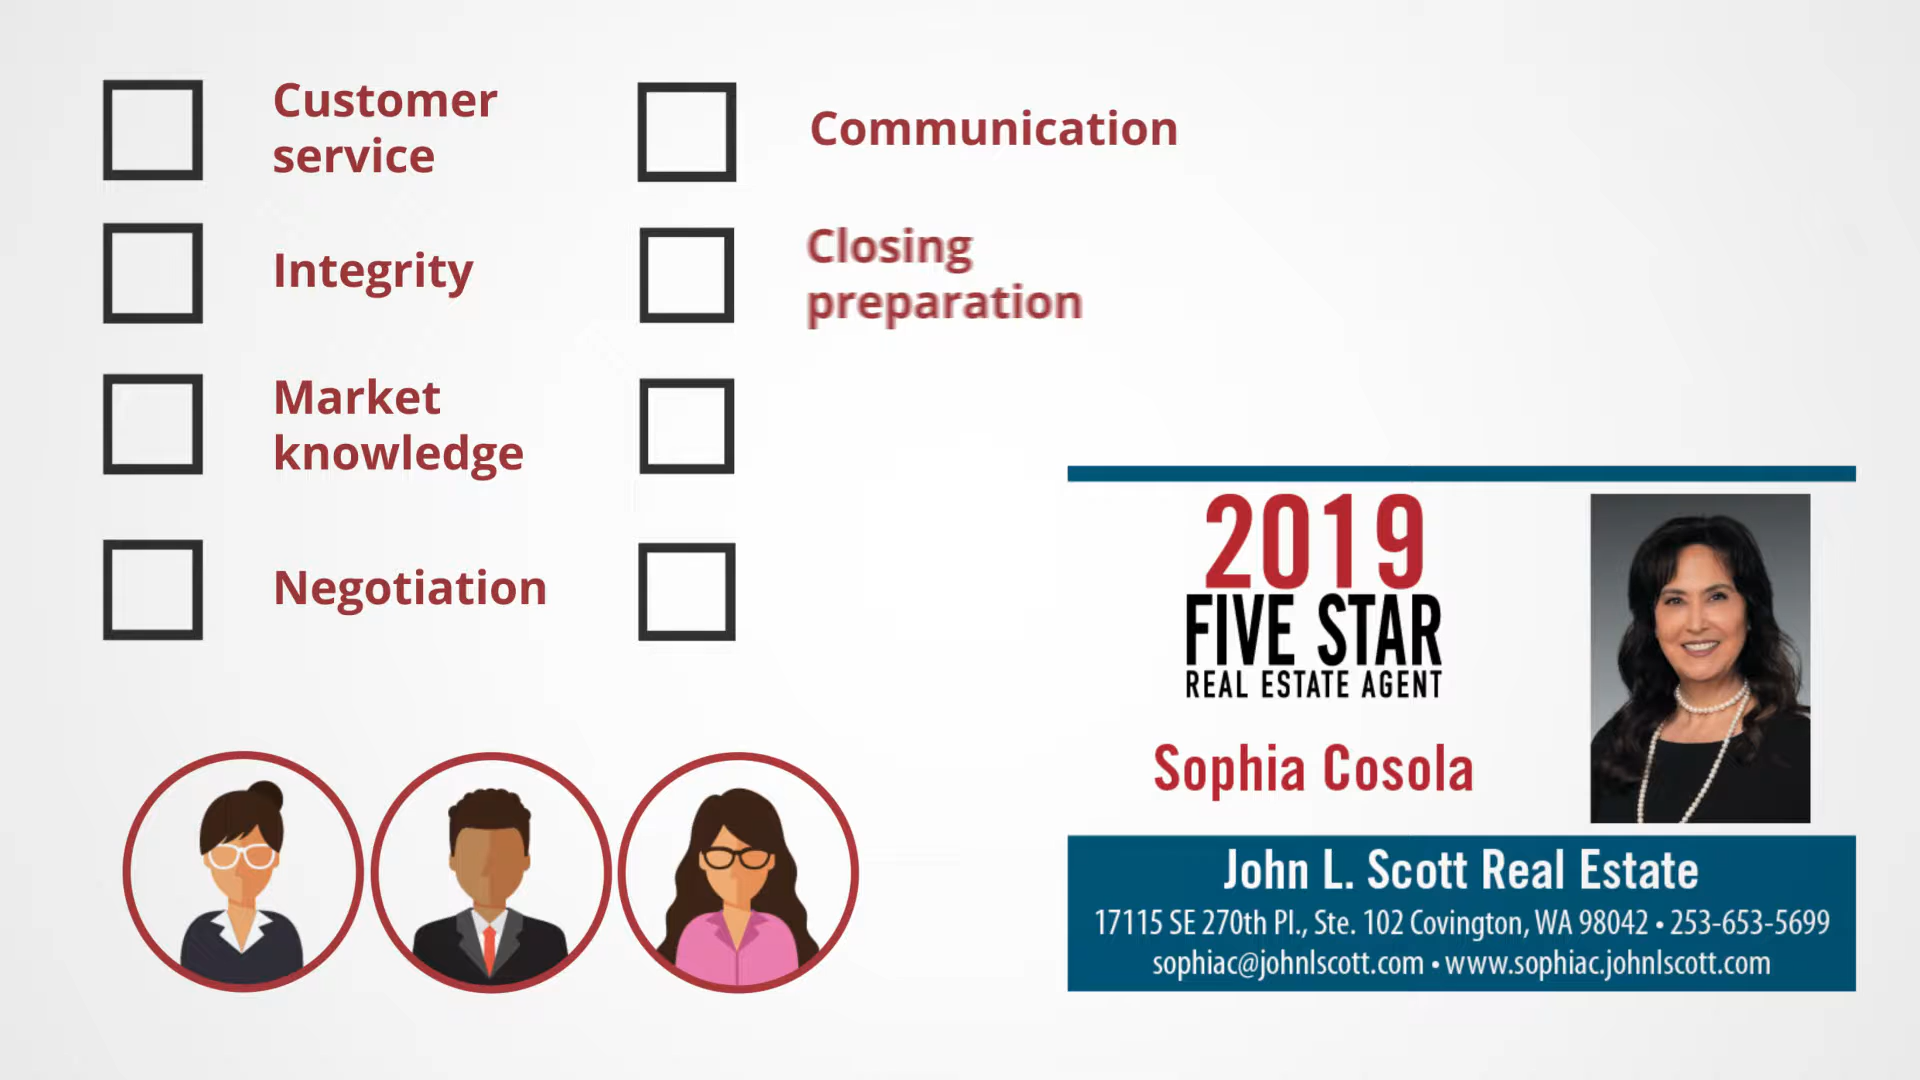 Customer
service
Integrity
Market
knowledge
Negotiation
Communication
Closing
preparation
2019
FIVE STAR
REAL ESTATE AGENT
Sophia Cosola
John L. Scott Real Estate
17115 SE 270th Pl., Ste. 102 Covington, WA 98042 • 253-653-5699
sophiac@johnlscott.com • www.sophiac.johnlscott.com